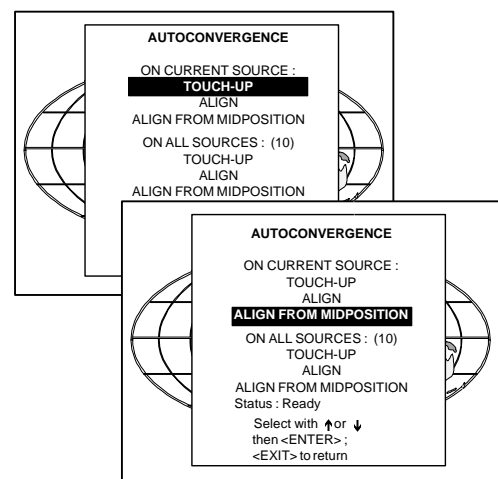 AUTOCONVERGENCE
ON CURRENT SOURCE :
TOUCH-UP
ALIGN
ALIGN FROM MIDPOSITION
ON ALL SOURCES : (10)
TOUCH-UP
ALIGN
ALIGN FROM MIDPOSITION
AUTOCONVERGENCE
ON CURRENT SOURCE :
TOUCH-UP
ALIGN
ALIGN FROM MIDPOSITION
ON ALL SOURCES : (10)
TOUCH-UP
ALIGN
ALIGN FROM MIDPOSITION
Status : Ready
Select with ↑ or ↓
then <ENTER> ;
<EXIT> to return